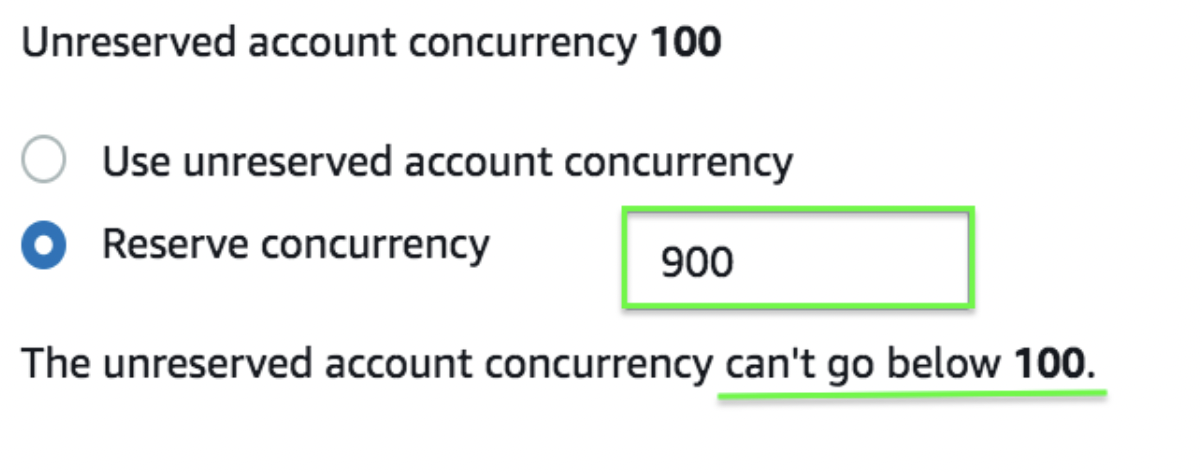 Unreserved account concurrency 100
Use unreserved account concurrency
Reserve concurrency 900
The unreserved account concurrency can't go below 100.